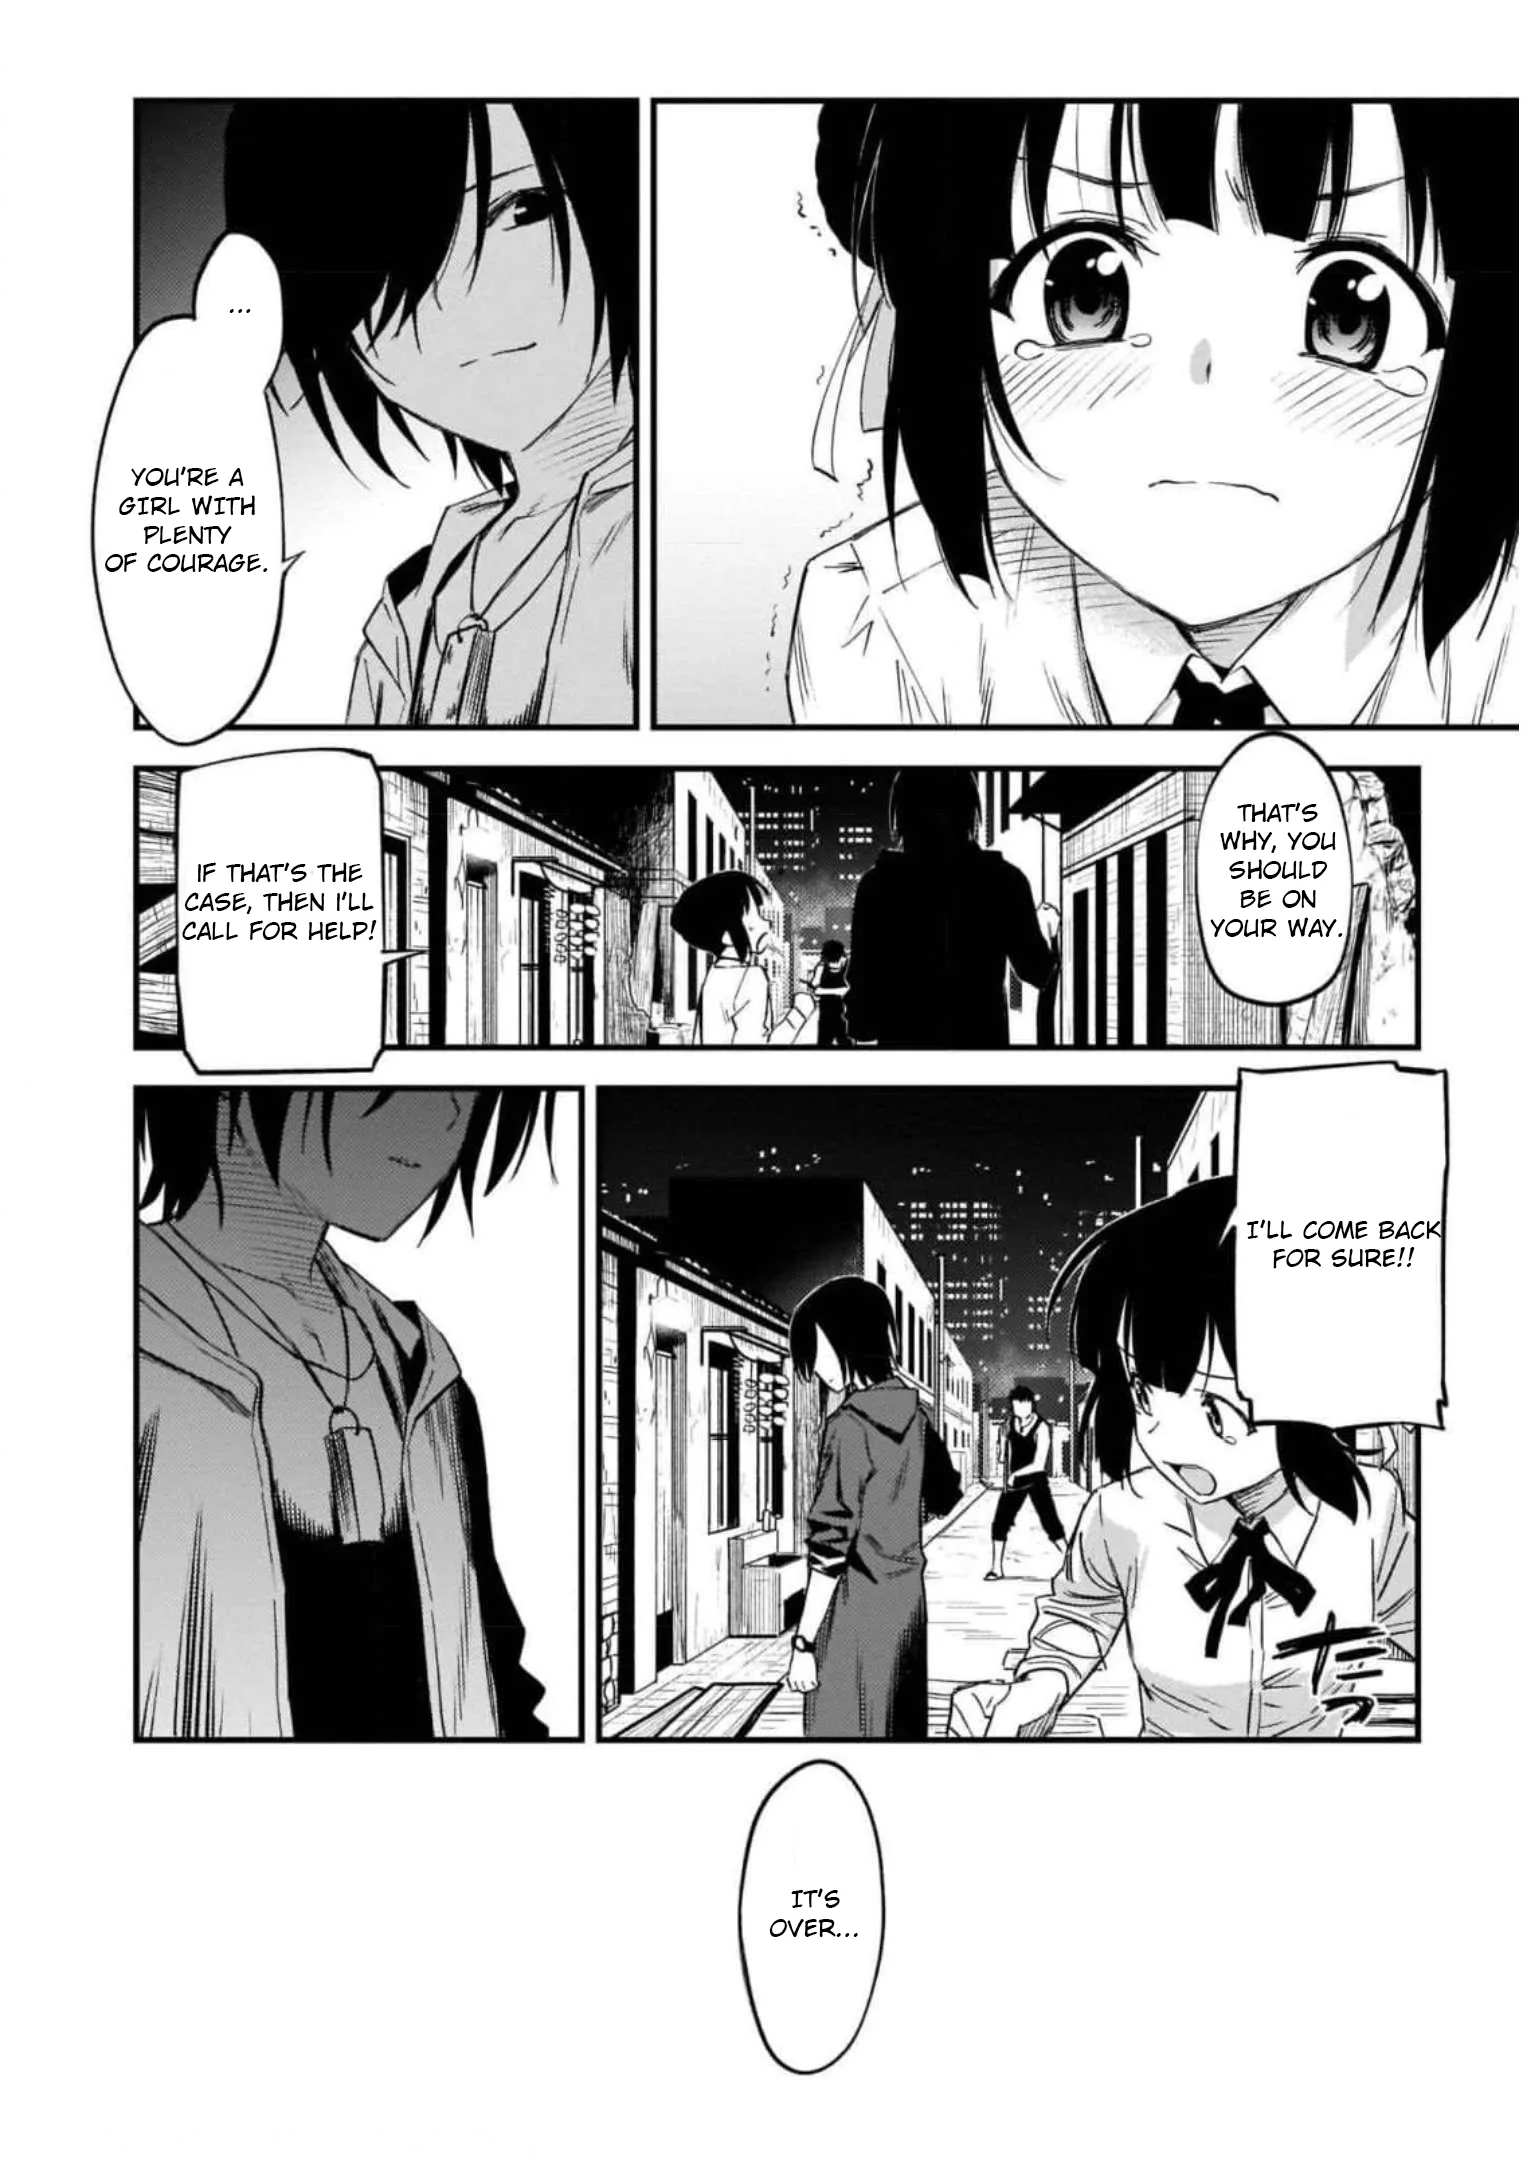 ...
YOU'RE A
GIRL WITH
PLENTY
OF COURAGE.
THAT'S
WHY, YOU
SHOULD
BE ON
YOUR WAY.
IF THAT'S THE
CASE, THEN I'LL
CALL FOR HELP!
I'LL COME BACK
FOR SURE!!
IT'S
OVER...